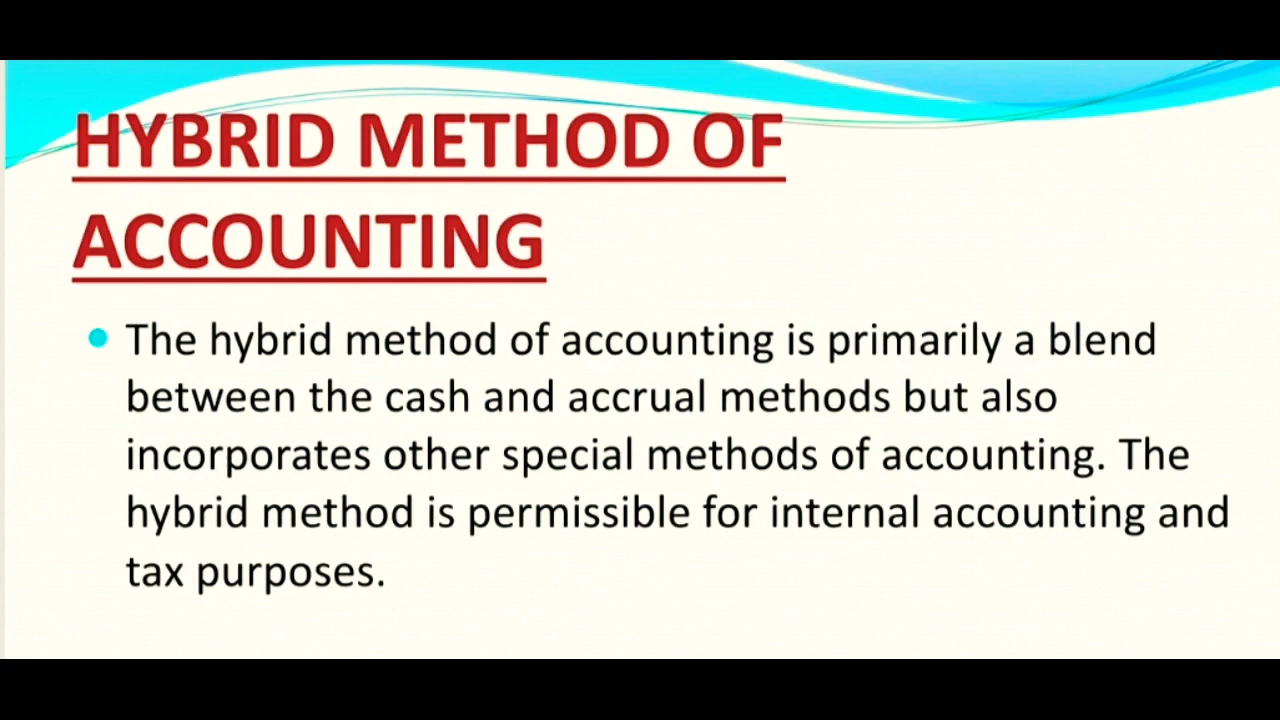 HYBRID METHOD OF
ACCOUNTING
The hybrid method of accounting is primarily a blend
between the cash and accrual methods but also
incorporates other special methods of accounting. The
hybrid method is permissible for internal accounting and
tax purposes.